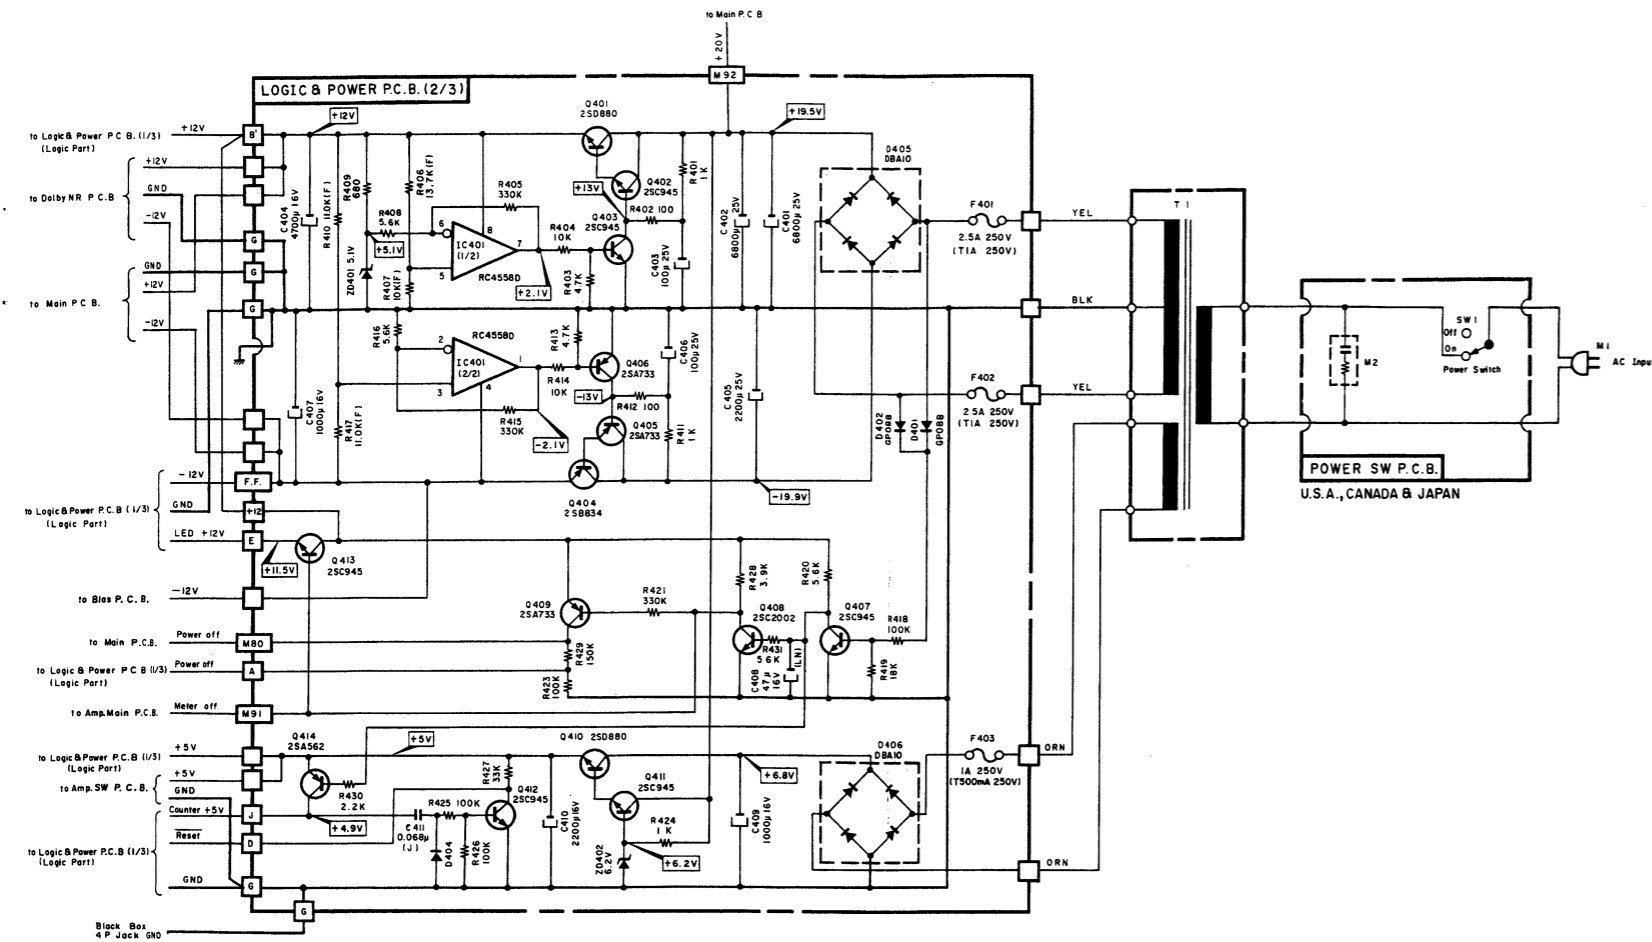 to Main P.C.B
+20V
M92
LOGIC & POWER P.C.B. (2/3)
Q401
2SD880
+12V
+19.5V
to Logic & Power P.C.B. (1/3)
(Logic Part)
+12V
B'
D405
DBA10
+12V
to Dolby NR P.C.B
GND
-12V
R409
680
R406
13.7K(F)
R405
330K
+13V
Q402
2SC945
R401
1K
R402 100
Q403
2SC945
C404
4700μ 16V
R410 11.0K(F)
R408
5.6K
+5.1V
6
8
7
5
IC401
(1/2)
RC4558D
R404
10K
C402
6800μ 25V
C401
6800μ 25V
F401
2.5A 250V
(T1A 250V)
YEL
T1
G
GND
G
+12V
to Main P.C.B.
-12V
ZD401 5.1V
R407
10K(F)
+2.1V
R403
4.7K
C403
100μ 25V
G
BLK
R416
5.6K
2
RC4558D
IC401
(2/2)
1
3
4
R413
4.7K
Q406
2SA733
R414
10K
C406
100μ 25V
C405
2200μ 25V
SW1
Off
On
Power Switch
M1
AC Input
M2
F402
2.5A 250V
(T1A 250V)
YEL
-13V
R412 100
C407
1000μ 16V
R417
11.0K(F)
R415
330K
-2.1V
Q405
2SA733
R411
1K
D402
GP08B
D401
GP08B
POWER SW P.C.B.
U.S.A., CANADA & JAPAN
-12V
F.F.
-19.9V
Q404
2SB834
to Logic & Power P.C.B (1/3)
(Logic Part)
GND
+12
LED +12V
E
+11.5V
Q413
2SC945
R428
3.9K
R420
5.6K
-12V
to Bias P.C.B.
Q409
2SA733
R421
330K
Q408
2SC2002
Q407
2SC945
R418
100K
to Main P.C.B.
Power off
M80
R429
150K
R431
5.6K
(LN)
C408
47μ
16V
R419
18K
to Logic & Power P.C.B (1/3)
(Logic Part)
Power off
A
R423
100K
to Amp.Main P.C.B.
Meter off
M91
Q414
2SA562
+5V
Q410 2SD880
D406
DBA10
F403
1A 250V
(T500mA 250V)
ORN
to Logic & Power P.C.B (1/3)
(Logic Part)
+5V
+5V
to Amp. SW P.C.B.
GND
R430
2.2K
R427
33K
Q412
2SC945
Q411
2SC945
+6.8V
Counter +5V
J
+4.9V
R425 100K
C411
0.068μ
(J)
C410
2200μ 16V
R424
1K
C409
1000μ 16V
Reset
D
D404
R426
100K
ZD402
6.2V
+6.2V
to Logic & Power P.C.B (1/3)
(Logic Part)
ORN
GND
G
G
Black Box
4P Jack GND